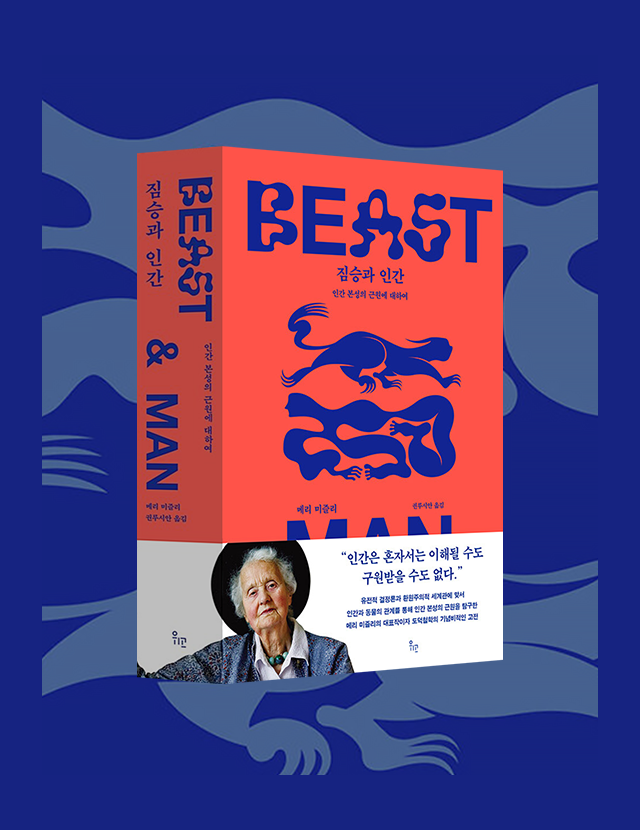 BEAST
& MAN
짐승과 인간
인간 본성의 근원에 대하여
메리 미즐리
권루시안 옮김
유고
BEAST
짐승과 인간
인간 본성의 근원에 대하여
메리 미즐리
권루시안 옮김
MAN
“인간은 혼자서는 이해될 수도
구원받을 수도 없다.”
유전적 결정론과 환원주의적 세계관에 맞서
인간과 동물의 관계를 통해 인간 본성의 근원을 탐구한
메리 미즐리의 대표작이자 도덕철학의 기념비적인 고전
유고